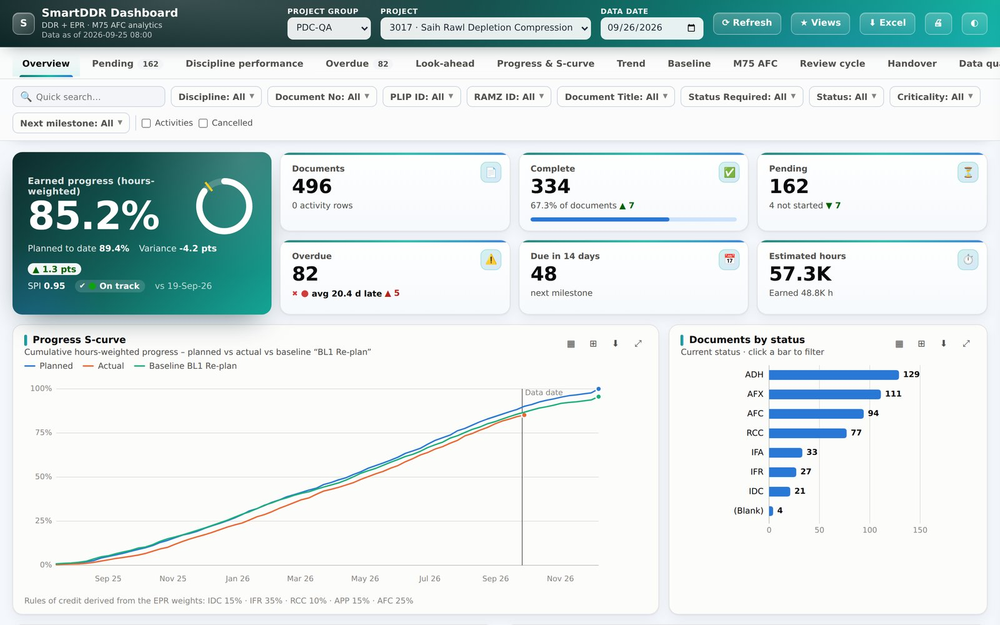 S
SmartDDR Dashboard
DDR + EPR · M75 AFC analytics
Data as of 2026-09-25 08:00
PROJECT GROUP
PDC-QA
PROJECT
3017 · Saih Rawl Depletion Compression
DATA DATE
09/26/2026
⟳ Refresh
★ Views
⬇ Excel
Overview
Pending 162
Discipline performance
Overdue 82
Look-ahead
Progress & S-curve
Trend
Baseline
M75 AFC
Review cycle
Handover
Data qu
Quick search...
Discipline: All
Document No: All
PLIP ID: All
RAMZ ID: All
Document Title: All
Status Required: All
Status: All
Criticality: All
Next milestone: All
Activities
Cancelled
Earned progress (hours-
weighted)
85.2%
Planned to date 89.4% Variance -4.2 pts
▲ 1.3 pts
SPI 0.95 ✔ On track vs 19-Sep-26
Documents
496
0 activity rows
Complete
334
67.3% of documents ▲ 7
Pending
162
4 not started ▼ 7
Overdue
82
✖ avg 20.4 d late ▲ 5
Due in 14 days
48
next milestone
Estimated hours
57.3K
Earned 48.8K h
Progress S-curve
Cumulative hours-weighted progress – planned vs actual vs baseline “BL1 Re-plan”
Planned Actual Baseline BL1 Re-plan
Data date
100%
75%
50%
25%
0%
Sep 25 Nov 25 Jan 26 Mar 26 May 26 Jul 26 Sep 26 Nov 26
Rules of credit derived from the EPR weights: IDC 15% · IFR 35% · RCC 10% · APP 15% · AFC 25%
Documents by status
Current status · click a bar to filter
ADH 129
AFX 111
AFC 94
RCC 77
IFA 33
IFR 27
IDC 21
(Blank) 4
0 50 100 150